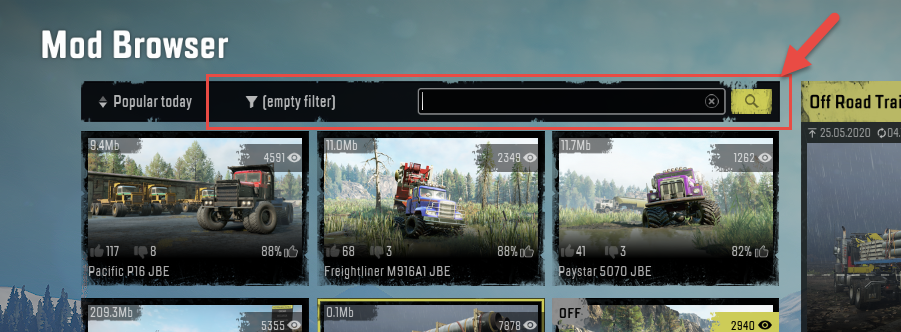 Mod Browser
Popular today
(empty filter)
Off Road Trai
25.05.2020 04.
9.4Mb
4591
117 8 88%
Pacific P16 JBE
11.0Mb
2349
68 3 88%
Freightliner M916A1 JBE
11.7Mb
1262
41 3 82%
Paystar 5070 JBE
209.3Mb
5355
0.1Mb
7878
OFF
2940